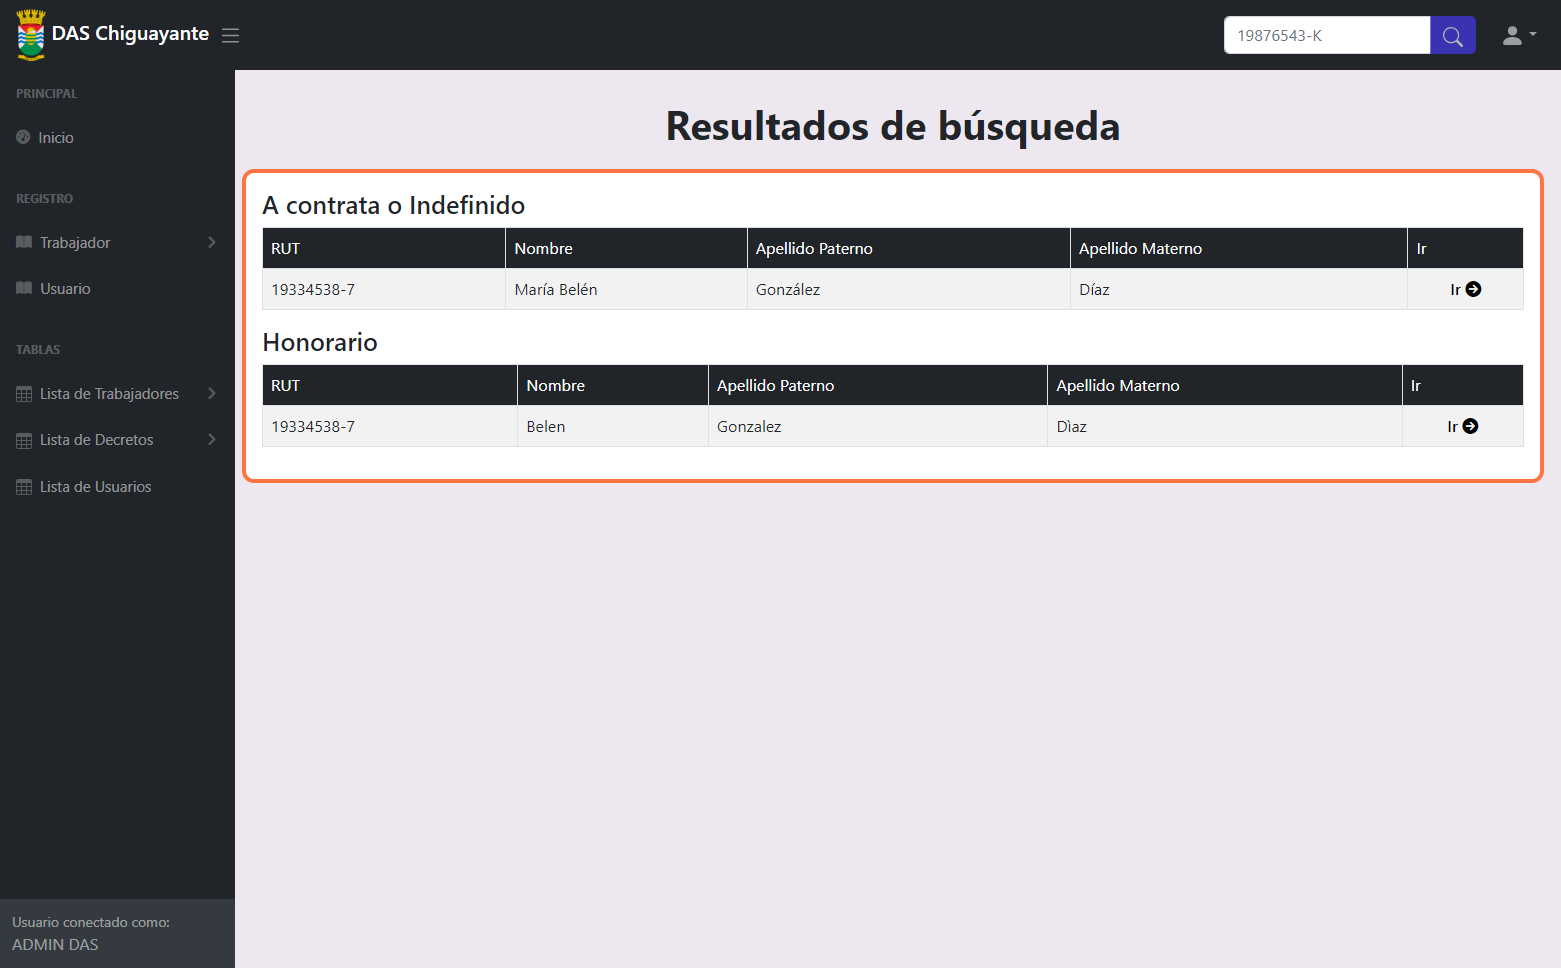 DAS Chiguayante
19876543-K
PRINCIPAL
Inicio
REGISTRO
Trabajador
Usuario
TABLAS
Lista de Trabajadores
Lista de Decretos
Lista de Usuarios
Usuario conectado como:
ADMIN DAS
Resultados de búsqueda
A contrata o Indefinido
RUT Nombre Apellido Paterno Apellido Materno Ir
19334538-7 María Belén González Díaz Ir
Honorario
RUT Nombre Apellido Paterno Apellido Materno Ir
19334538-7 Belen Gonzalez Dìaz Ir